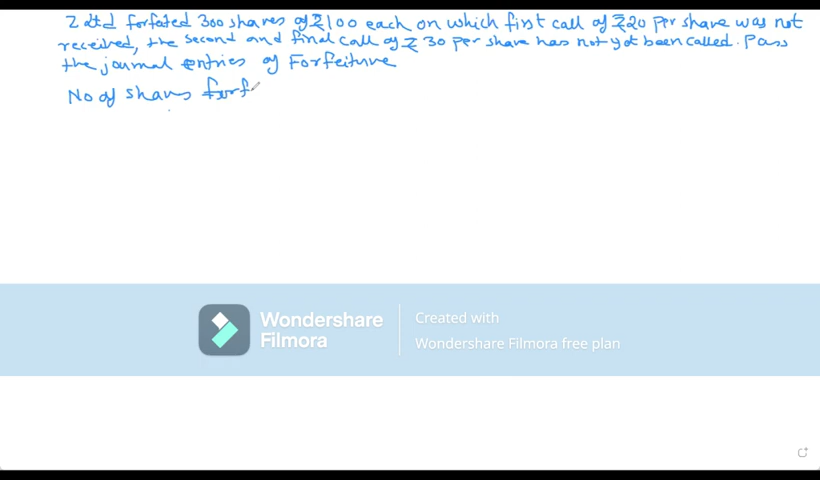 Z Ltd forfated 300 shares of ₹100 each on which first call of ₹20 per share was not
received, the second and final call of ₹ 30 per share has not yet been called. Pass
the journal entries of Forfeiture
No of shares forf
Wondershare
Filmora
Created with
Wondershare Filmora free plan